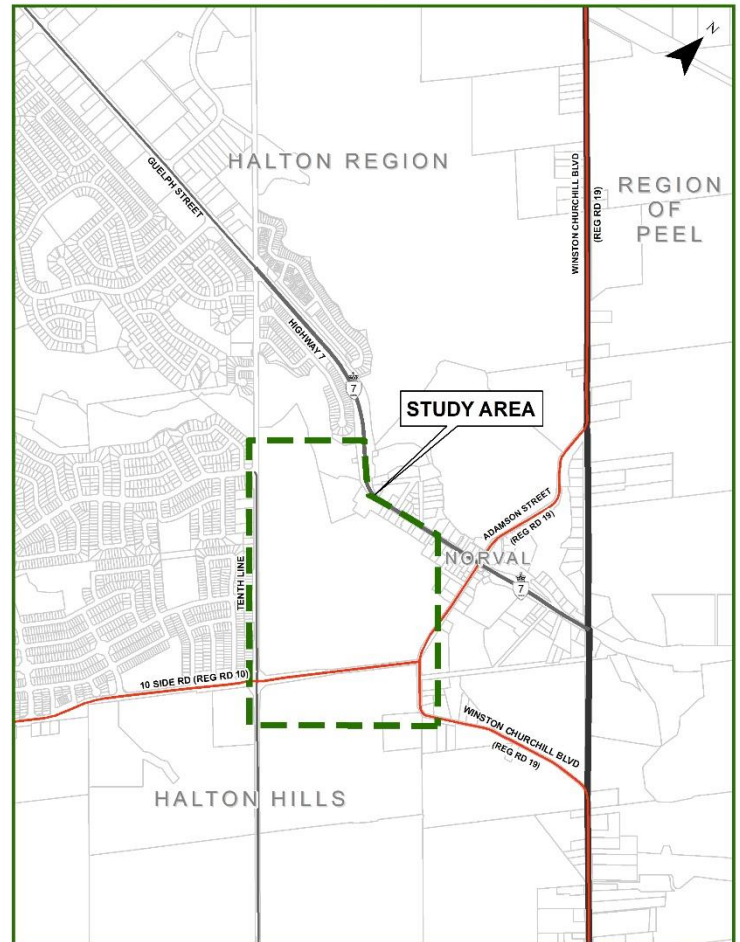 N
HALTON REGION
REGION
OF
PEEL
GUELPH STREET
WINSTON CHURCHILL BLVD
(REG RD 19)
HIGHWAY 7
7
STUDY AREA
ADAMSON STREET
(REG RD 19)
NORVAL
7
TENTH LINE
10 SIDE RD (REG RD 10)
WINSTON CHURCHILL BLVD
(REG RD 19)
HALTON HILLS